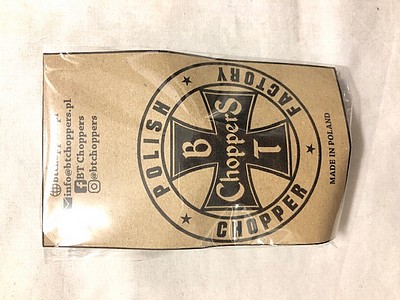 POLISH CHOPPER FACTORY
B
ChopperS
T
MADE IN POLAND
info@btchoppers.pl
BT Choppers
@btchoppers